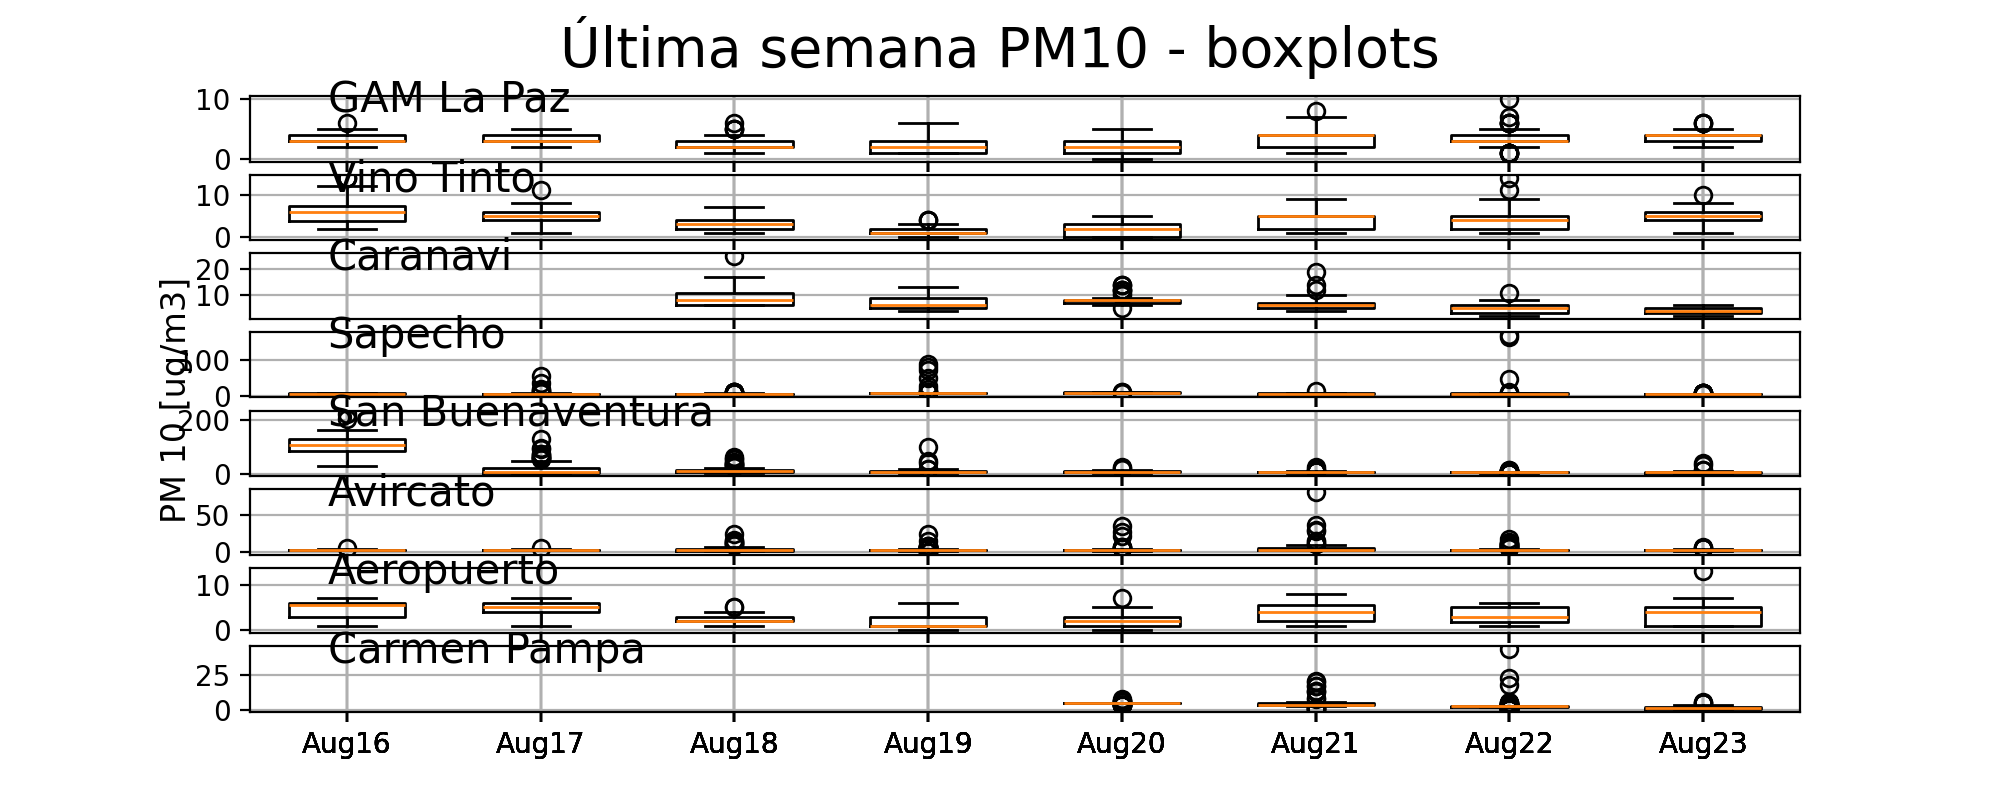 Última semana PM10 - boxplots
GAM La Paz
10
0
Vino Tinto
10
0
Caranavi
20
10
PM 10 [ug/m3]
Sapecho
100
0
San Buenaventura
200
0
Avircato
50
0
Aeropuerto
10
0
Carmen Pampa
25
0
Aug16 Aug17 Aug18 Aug19 Aug20 Aug21 Aug22 Aug23